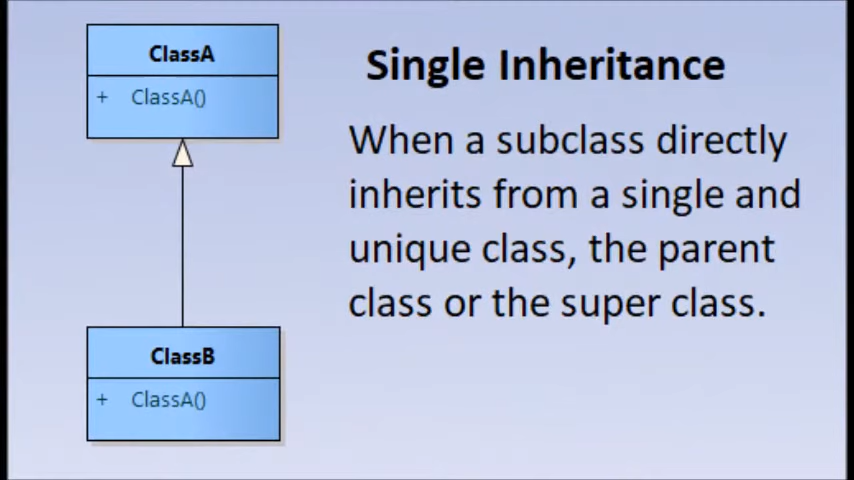 ClassA
+ ClassA()
Single Inheritance
When a subclass directly
inherits from a single and
unique class, the parent
class or the super class.
ClassB
+ ClassA()